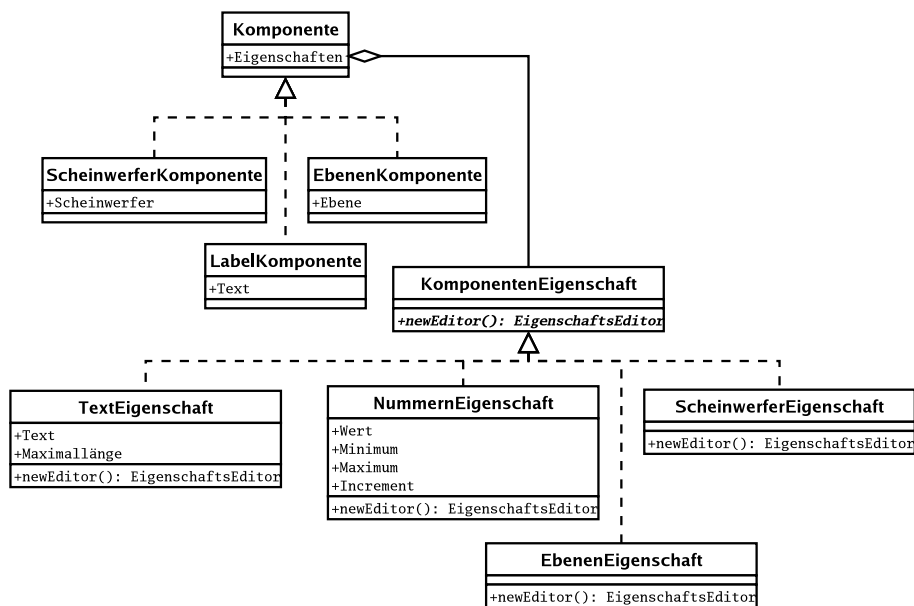 Komponente
+Eigenschaften
ScheinwerferKomponente
+Scheinwerfer
EbenenKomponente
+Ebene
LabelKomponente
+Text
KomponentenEigenschaft
+newEditor(): EigenschaftsEditor
TextEigenschaft
+Text
+Maximallänge
+newEditor(): EigenschaftsEditor
NummernEigenschaft
+Wert
+Minimum
+Maximum
+Increment
+newEditor(): EigenschaftsEditor
ScheinwerferEigenschaft
+newEditor(): EigenschaftsEditor
EbenenEigenschaft
+newEditor(): EigenschaftsEditor